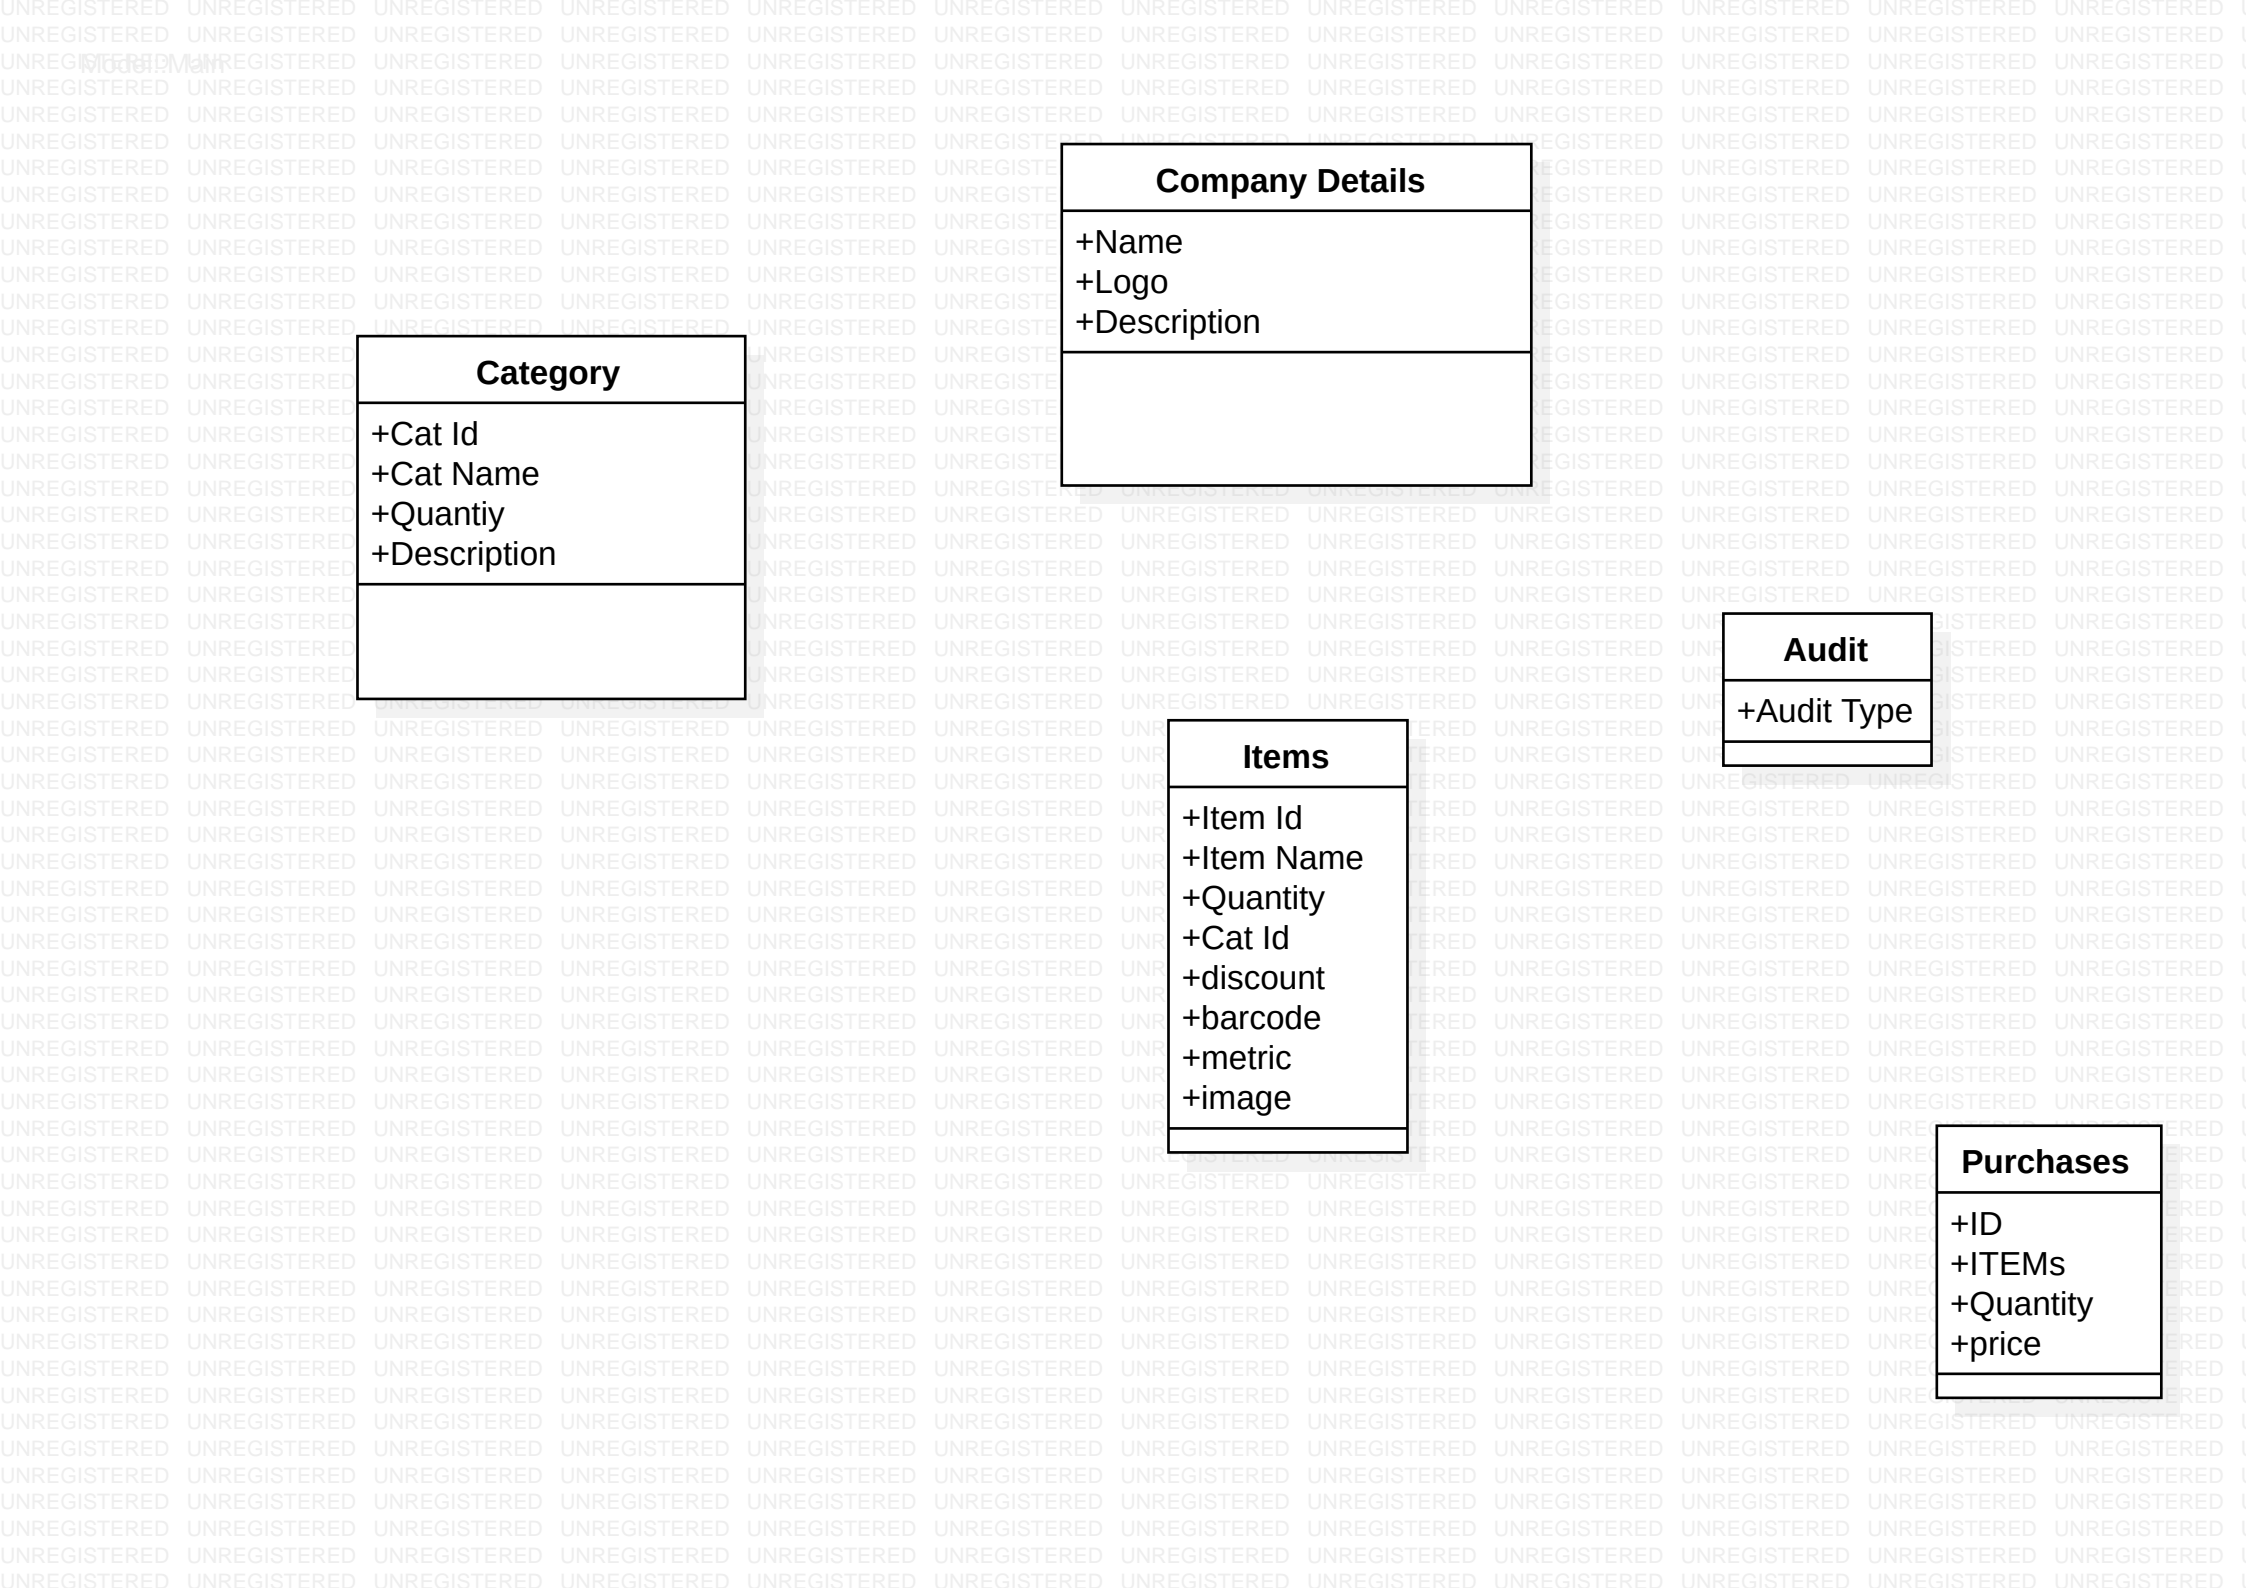 Model::Main
Company Details
+Name
+Logo
+Description
Category
+Cat Id
+Cat Name
+Quantiy
+Description
Audit
+Audit Type
Items
+Item Id
+Item Name
+Quantity
+Cat Id
+discount
+barcode
+metric
+image
Purchases
+ID
+ITEMs
+Quantity
+price
UNREGISTERED